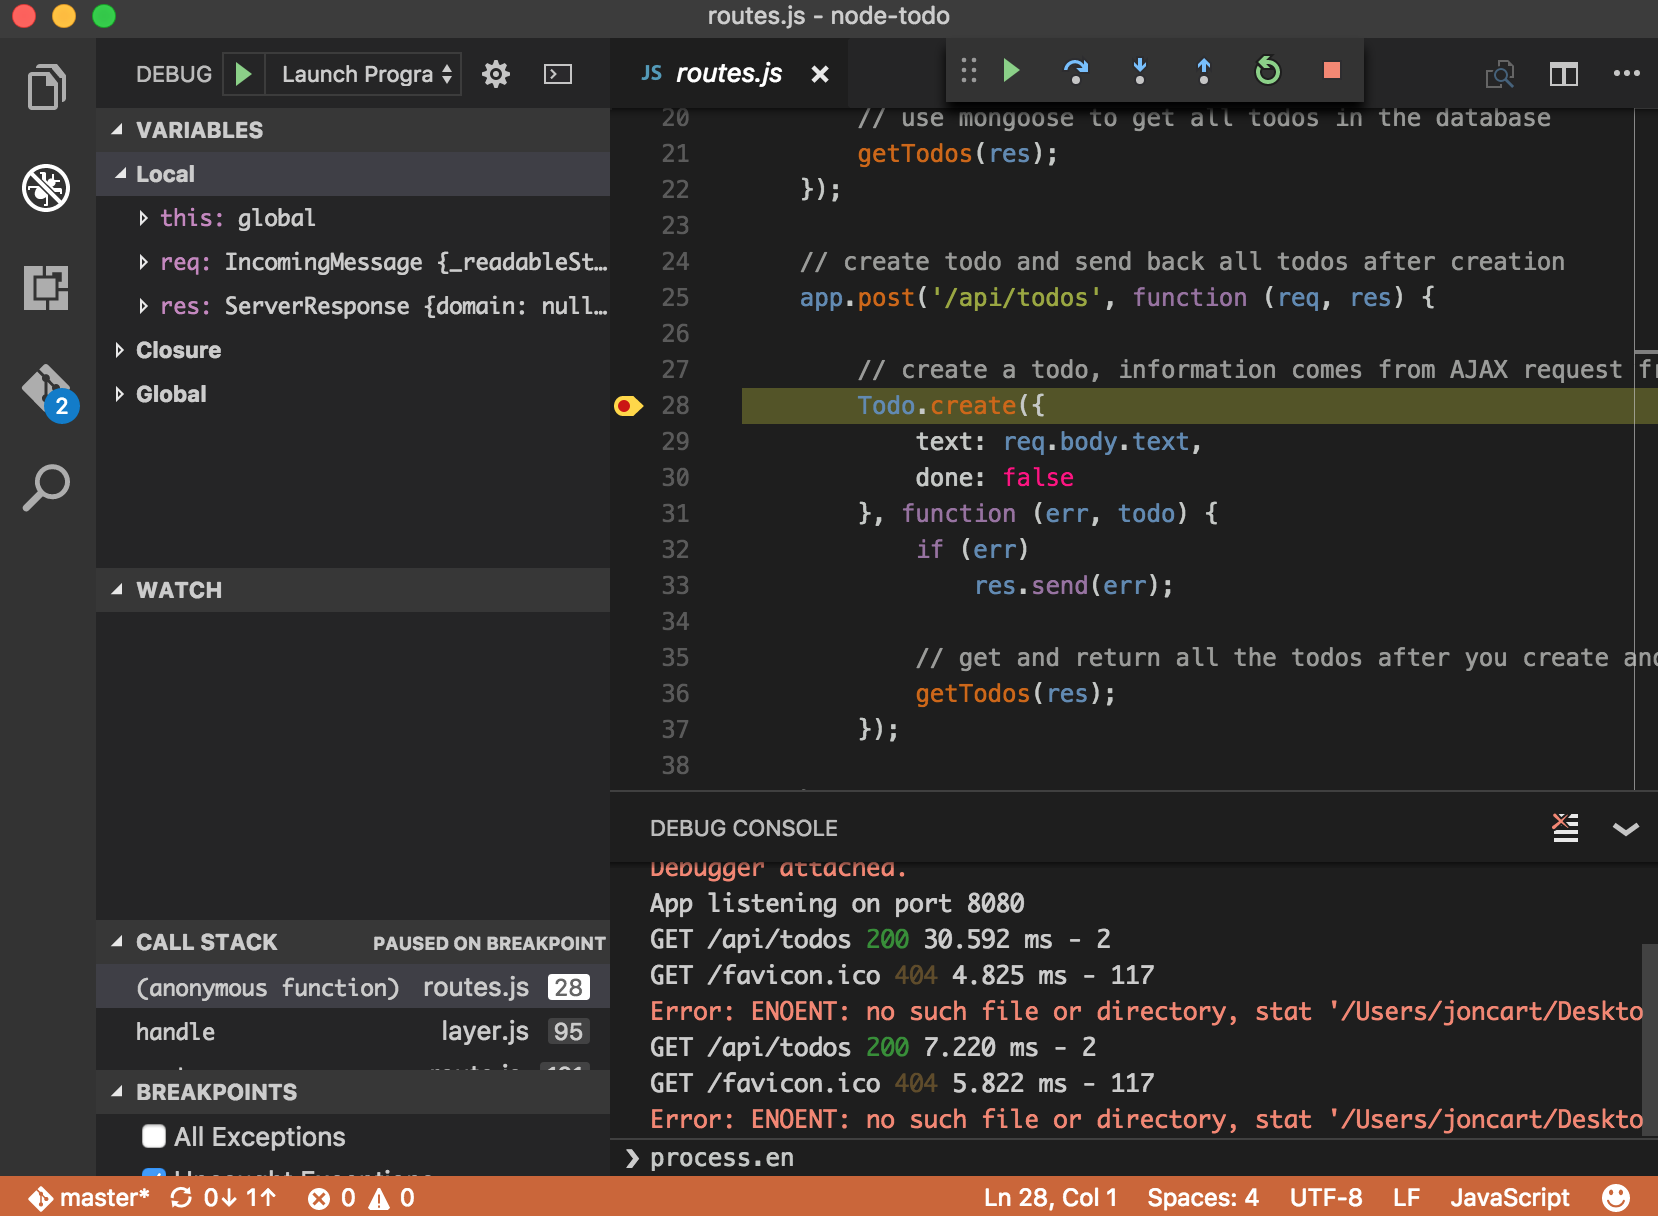 routes.js - node-todo
DEBUG Launch Progra
VARIABLES
Local
this: global
req: IncomingMessage {_readableSt…
res: ServerResponse {domain: null…
Closure
Global
2
WATCH
CALL STACK PAUSED ON BREAKPOINT
(anonymous function) routes.js 28
handle layer.js 95
BREAKPOINTS
All Exceptions
Uncaught Exceptions
JS routes.js
20 // use mongoose to get all todos in the database
21 getTodos(res);
22 });
23
24 // create todo and send back all todos after creation
25 app.post('/api/todos', function (req, res) {
26
27 // create a todo, information comes from AJAX request fr
28 Todo.create({
29 text: req.body.text,
30 done: false
31 }, function (err, todo) {
32 if (err)
33 res.send(err);
34
35 // get and return all the todos after you create and
36 getTodos(res);
37 });
38
DEBUG CONSOLE
Debugger attached.
App listening on port 8080
GET /api/todos 200 30.592 ms - 2
GET /favicon.ico 404 4.825 ms - 117
Error: ENOENT: no such file or directory, stat '/Users/joncart/Deskto
GET /api/todos 200 7.220 ms - 2
GET /favicon.ico 404 5.822 ms - 117
Error: ENOENT: no such file or directory, stat '/Users/joncart/Deskto
process.en
master* 0↓ 1↑ 0 0 Ln 28, Col 1 Spaces: 4 UTF-8 LF JavaScript